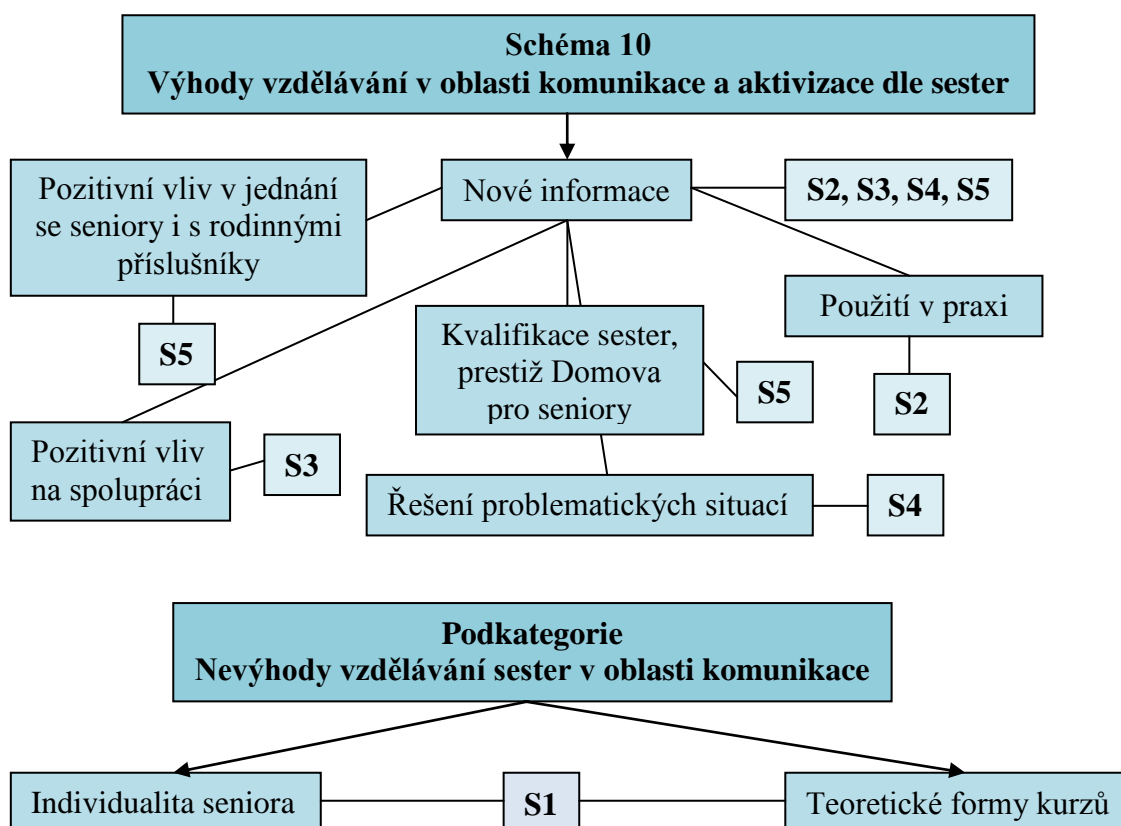 Schéma 10
Výhody vzdělávání v oblasti komunikace a aktivizace dle sester
Pozitivní vliv v jednání
se seniory i s rodinnými
příslušníky
Nové informace
S2, S3, S4, S5
S5
Kvalifikace sester,
prestiž Domova
pro seniory
S5
Použití v praxi
S2
Pozitivní vliv
na spolupráci
S3
Řešení problematických situací
S4
Podkategorie
Nevýhody vzdělávání sester v oblasti komunikace
Individualita seniora
S1
Teoretické formy kurzů